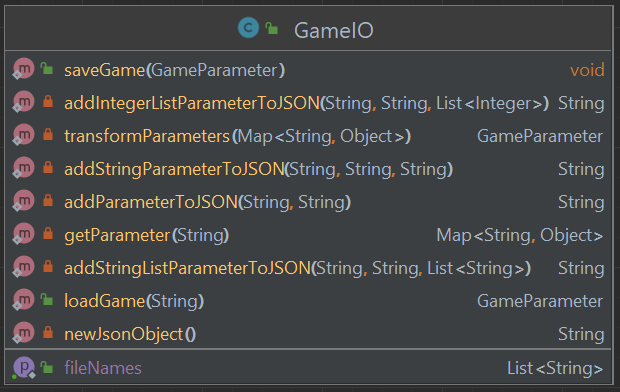 GameIO
saveGame(GameParameter) void
addIntegerListParameterToJSON(String, String, List<Integer>) String
transformParameters(Map<String, Object>) GameParameter
addStringParameterToJSON(String, String, String) String
addParameterToJSON(String, String) String
getParameter(String) Map<String, Object>
addStringListParameterToJSON(String, String, List<String>) String
loadGame(String) GameParameter
newJsonObject() String
fileNames List<String>